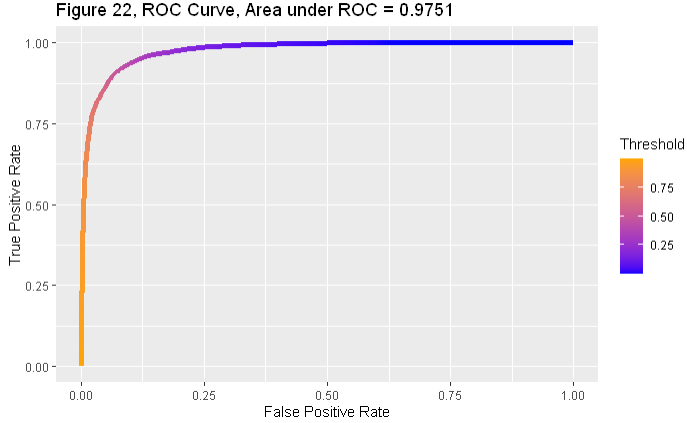 Figure 22, ROC Curve, Area under ROC = 0.9751
True Positive Rate
1.00
0.75
0.50
0.25
0.00
0.00 0.25 0.50 0.75 1.00
False Positive Rate
Threshold
0.75
0.50
0.25